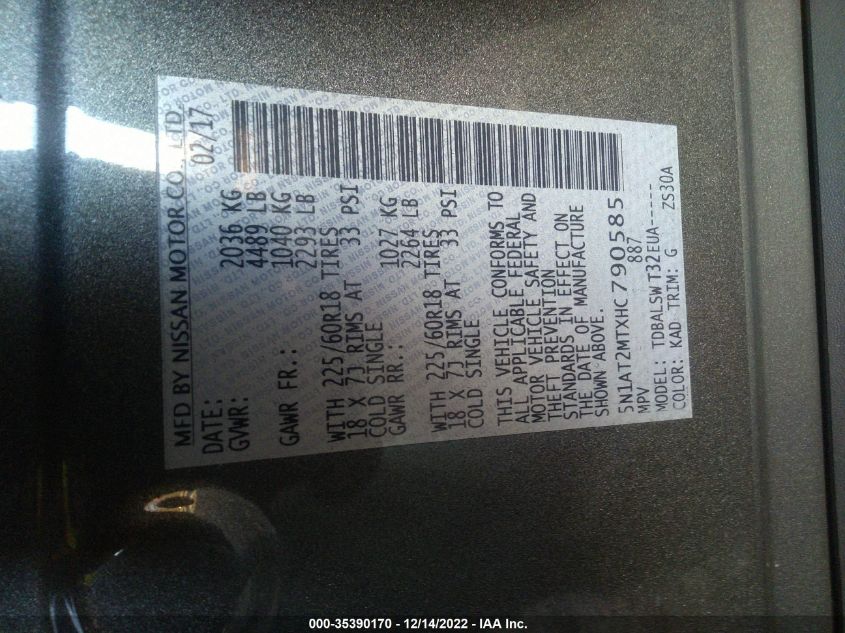 MFD BY NISSAN MOTOR CO., LTD.
DATE: 02/17
GVWR: 2036 KG
4489 LB
GAWR FR.: 1040 KG
2293 LB
WITH 225/60R18 TIRES
18 X 7J RIMS AT 33 PSI
COLD SINGLE
GAWR RR.: 1027 KG
2264 LB
WITH 225/60R18 TIRES
18 X 7J RIMS AT 33 PSI
COLD SINGLE
THIS VEHICLE CONFORMS TO
ALL APPLICABLE FEDERAL
MOTOR VEHICLE SAFETY AND
THEFT PREVENTION
STANDARDS IN EFFECT ON
THE DATE OF MANUFACTURE
SHOWN ABOVE.
5N1AT2MTXHC790585
MPV 887
MODEL: TDBALSW T32EUA-----
COLOR: KAD TRIM: G ZS30A
000-35390170 - 12/14/2022 - IAA Inc.